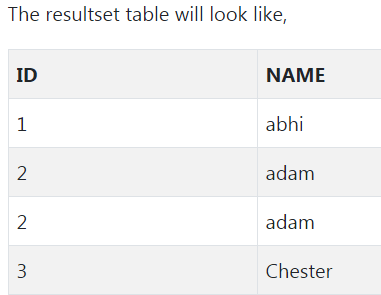 The resultset table will look like,
ID NAME
1 abhi
2 adam
2 adam
3 Chester